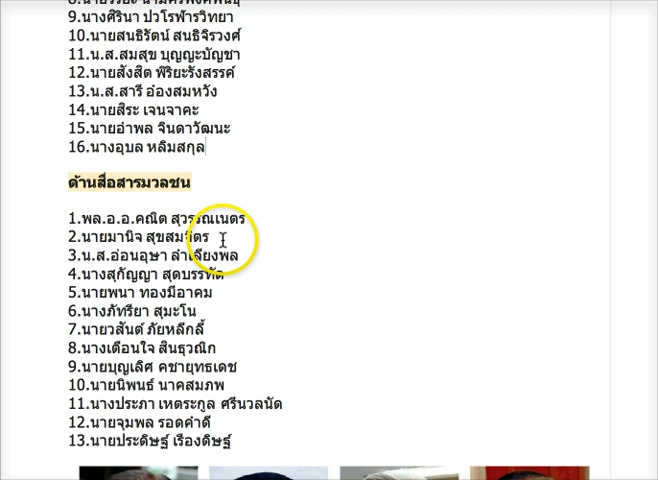 9.นางศิรินา ปวโรฬารวิทยา
10.นายสนธิรัตน์ สนธิจิรวงศ์
11.น.ส.สมสุข บุญญะบัญชา
12.นายสังสิต พิริยะรังสรรค์
13.น.ส.สารี อ๋องสมหวัง
14.นายสิระ เจนจาคะ
15.นายอำพล จินดาวัฒนะ
16.นางอุบล หลิมสกุล
ด้านสื่อสารมวลชน
1.พล.อ.อ.คณิต สุวรรณเนตร
2.นายมานิจ สุขสมจิตร
3.น.ส.อ่อนอุษา ลำเลียงพล
4.นางสุกัญญา สุดบรรทัด
5.นายพนา ทองมีอาคม
6.นางภัทรียา สุมะโน
7.นายวสันต์ ภัยหลีกลี้
8.นางเตือนใจ สินธุวณิก
9.นายบุญเลิศ คชายุทธเดช
10.นายนิพนธ์ นาคสมภพ
11.นางประภา เหตระกูล ศรีนวลนัด
12.นายจุมพล รอดคำดี
13.นายประดิษฐ์ เรืองดิษฐ์